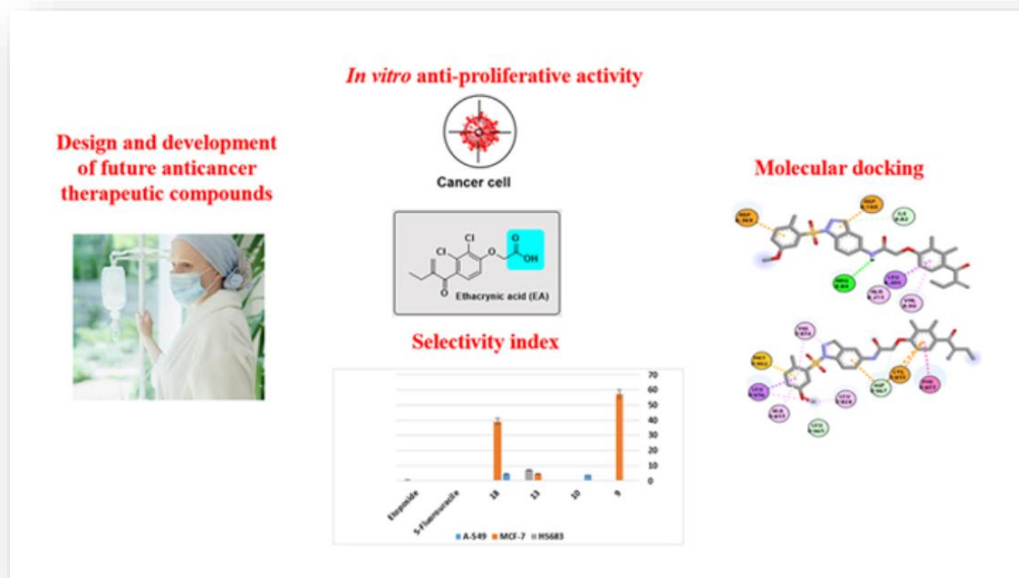 In vitro anti-proliferative activity
Design and development
of future anticancer
therapeutic compounds
Cancer cell
Cl
Cl
O
O
OH
O
Ethacrynic acid (EA)
Selectivity index
70
60
50
40
30
20
10
0
Etoposide
5-Fluorouracile
18
13
10
9
A-549 MCF-7 HS683
Molecular docking